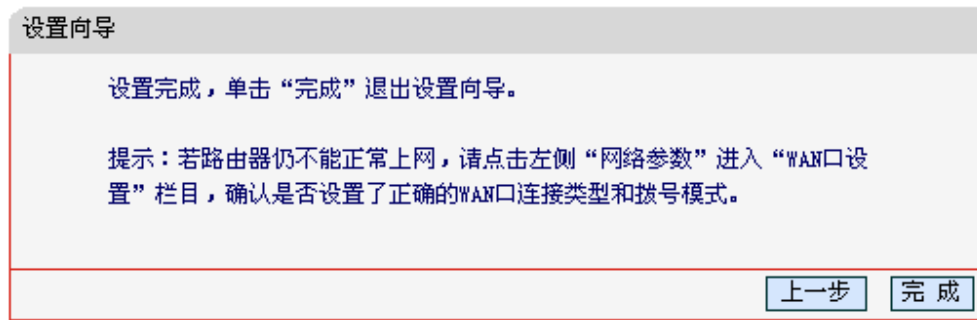 设置向导
设置完成，单击“完成”退出设置向导。
提示：若路由器仍不能正常上网，请点击左侧“网络参数”进入“WAN口设
置”栏目，确认是否设置了正确的WAN口连接类型和拨号模式。
上一步 完 成